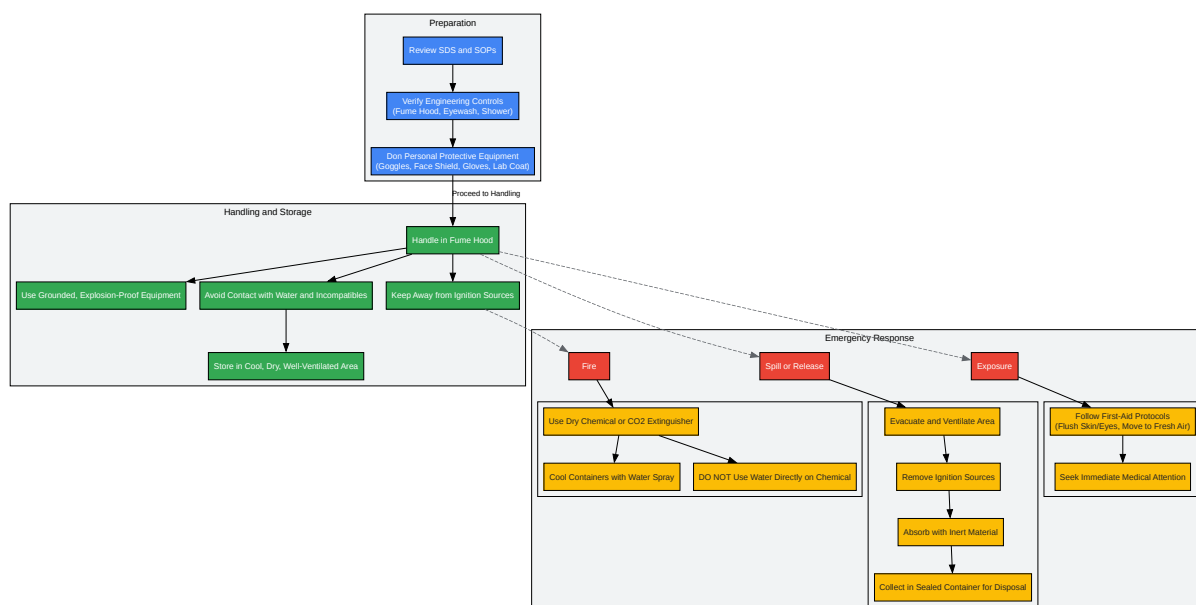 Preparation
Review SDS and SOPs
Verify Engineering Controls
(Fume Hood, Eyewash, Shower)
Don Personal Protective Equipment
(Goggles, Face Shield, Gloves, Lab Coat)
Proceed to Handling
Handling and Storage
Handle in Fume Hood
Use Grounded, Explosion-Proof Equipment
Avoid Contact with Water and Incompatibles
Keep Away from Ignition Sources
Store in Cool, Dry, Well-Ventilated Area
Emergency Response
Fire
Spill or Release
Exposure
Use Dry Chemical or CO2 Extinguisher
Cool Containers with Water Spray
DO NOT Use Water Directly on Chemical
Evacuate and Ventilate Area
Remove Ignition Sources
Absorb with Inert Material
Collect in Sealed Container for Disposal
Follow First-Aid Protocols
(Flush Skin/Eyes, Move to Fresh Air)
Seek Immediate Medical Attention